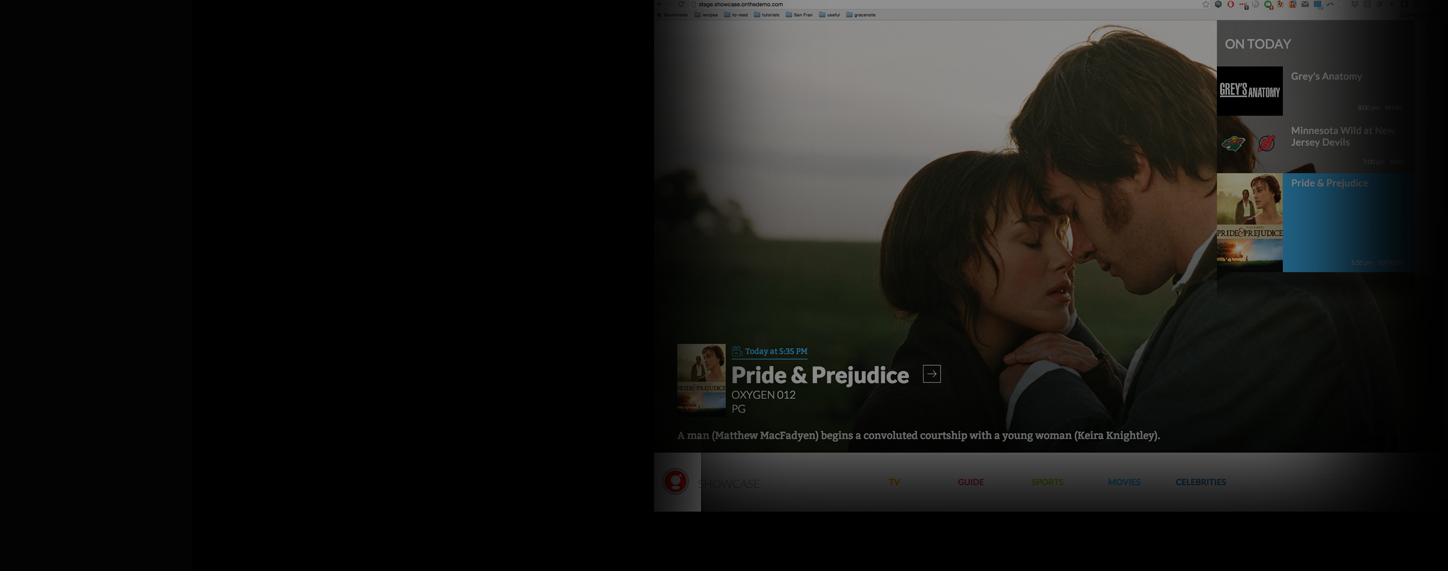 stage.showcase.onthedemo.com
Bookmarks recipes to-read tutorials San Fran useful gracenote
ON TODAY
GREY'S ANATOMY
Grey's Anatomy
Minnesota Wild at New
Jersey Devils
Pride & Prejudice
PRIDE & PREJUDICE
Today at 5:35 PM
Pride & Prejudice
OXYGEN 012
PG
PRIDE & PREJUDICE
A man (Matthew MacFadyen) begins a convoluted courtship with a young woman (Keira Knightley).
g
SHOWCASE
TV GUIDE SPORTS MOVIES CELEBRITIES